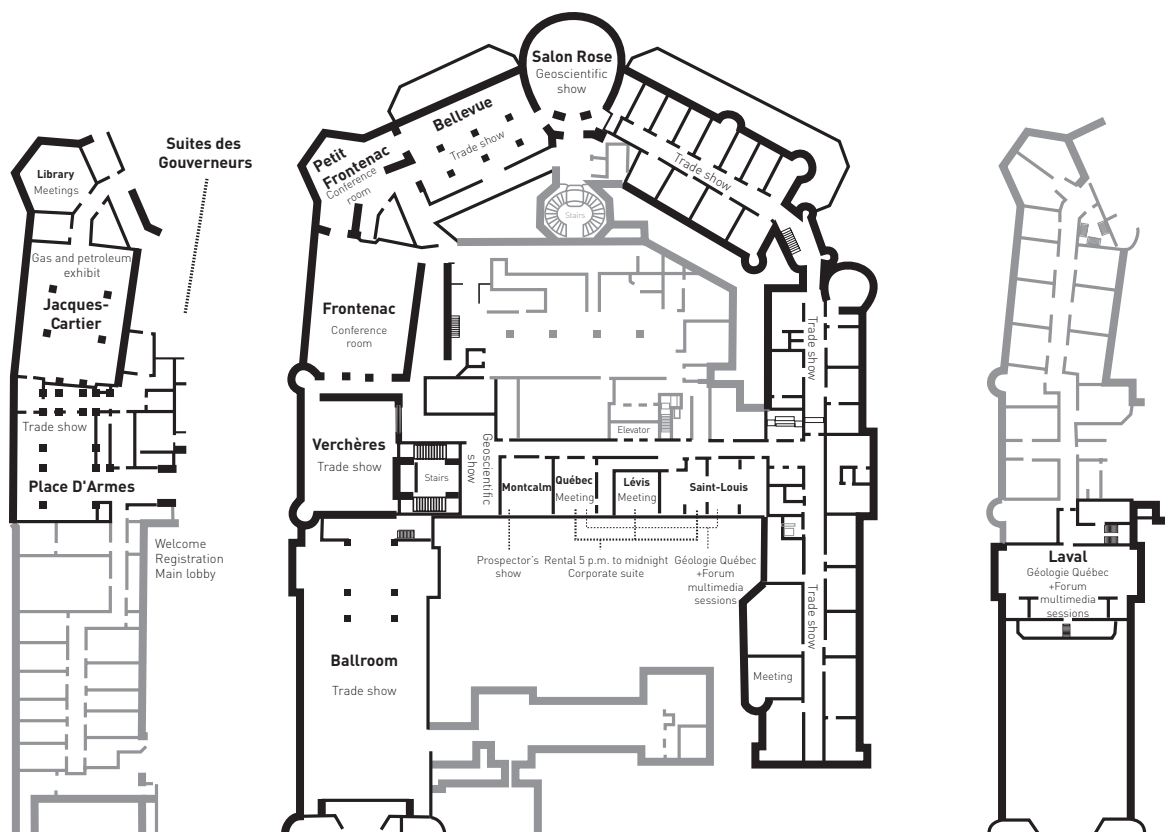 Suites des
Gouverneurs
Library
Meetings
Gas and petroleum
exhibit
Jacques-
Cartier
Trade show
Place D'Armes
Welcome
Registration
Main lobby
Salon Rose
Geoscientific
show
Bellevue
Trade show
Petit
Frontenac
Conference
room
Trade show
Stairs
Frontenac
Conference
room
Trade show
Elevator
Verchères
Trade show
Stairs
Geoscientific
show
Montcalm
Québec
Meeting
Lévis
Meeting
Saint-Louis
Prospector's
show
Rental 5 p.m. to midnight
Corporate suite
Géologie Québec
+Forum
multimedia
sessions
Trade show
Meeting
Ballroom
Trade show
Laval
Géologie Québec
+Forum
multimedia
sessions